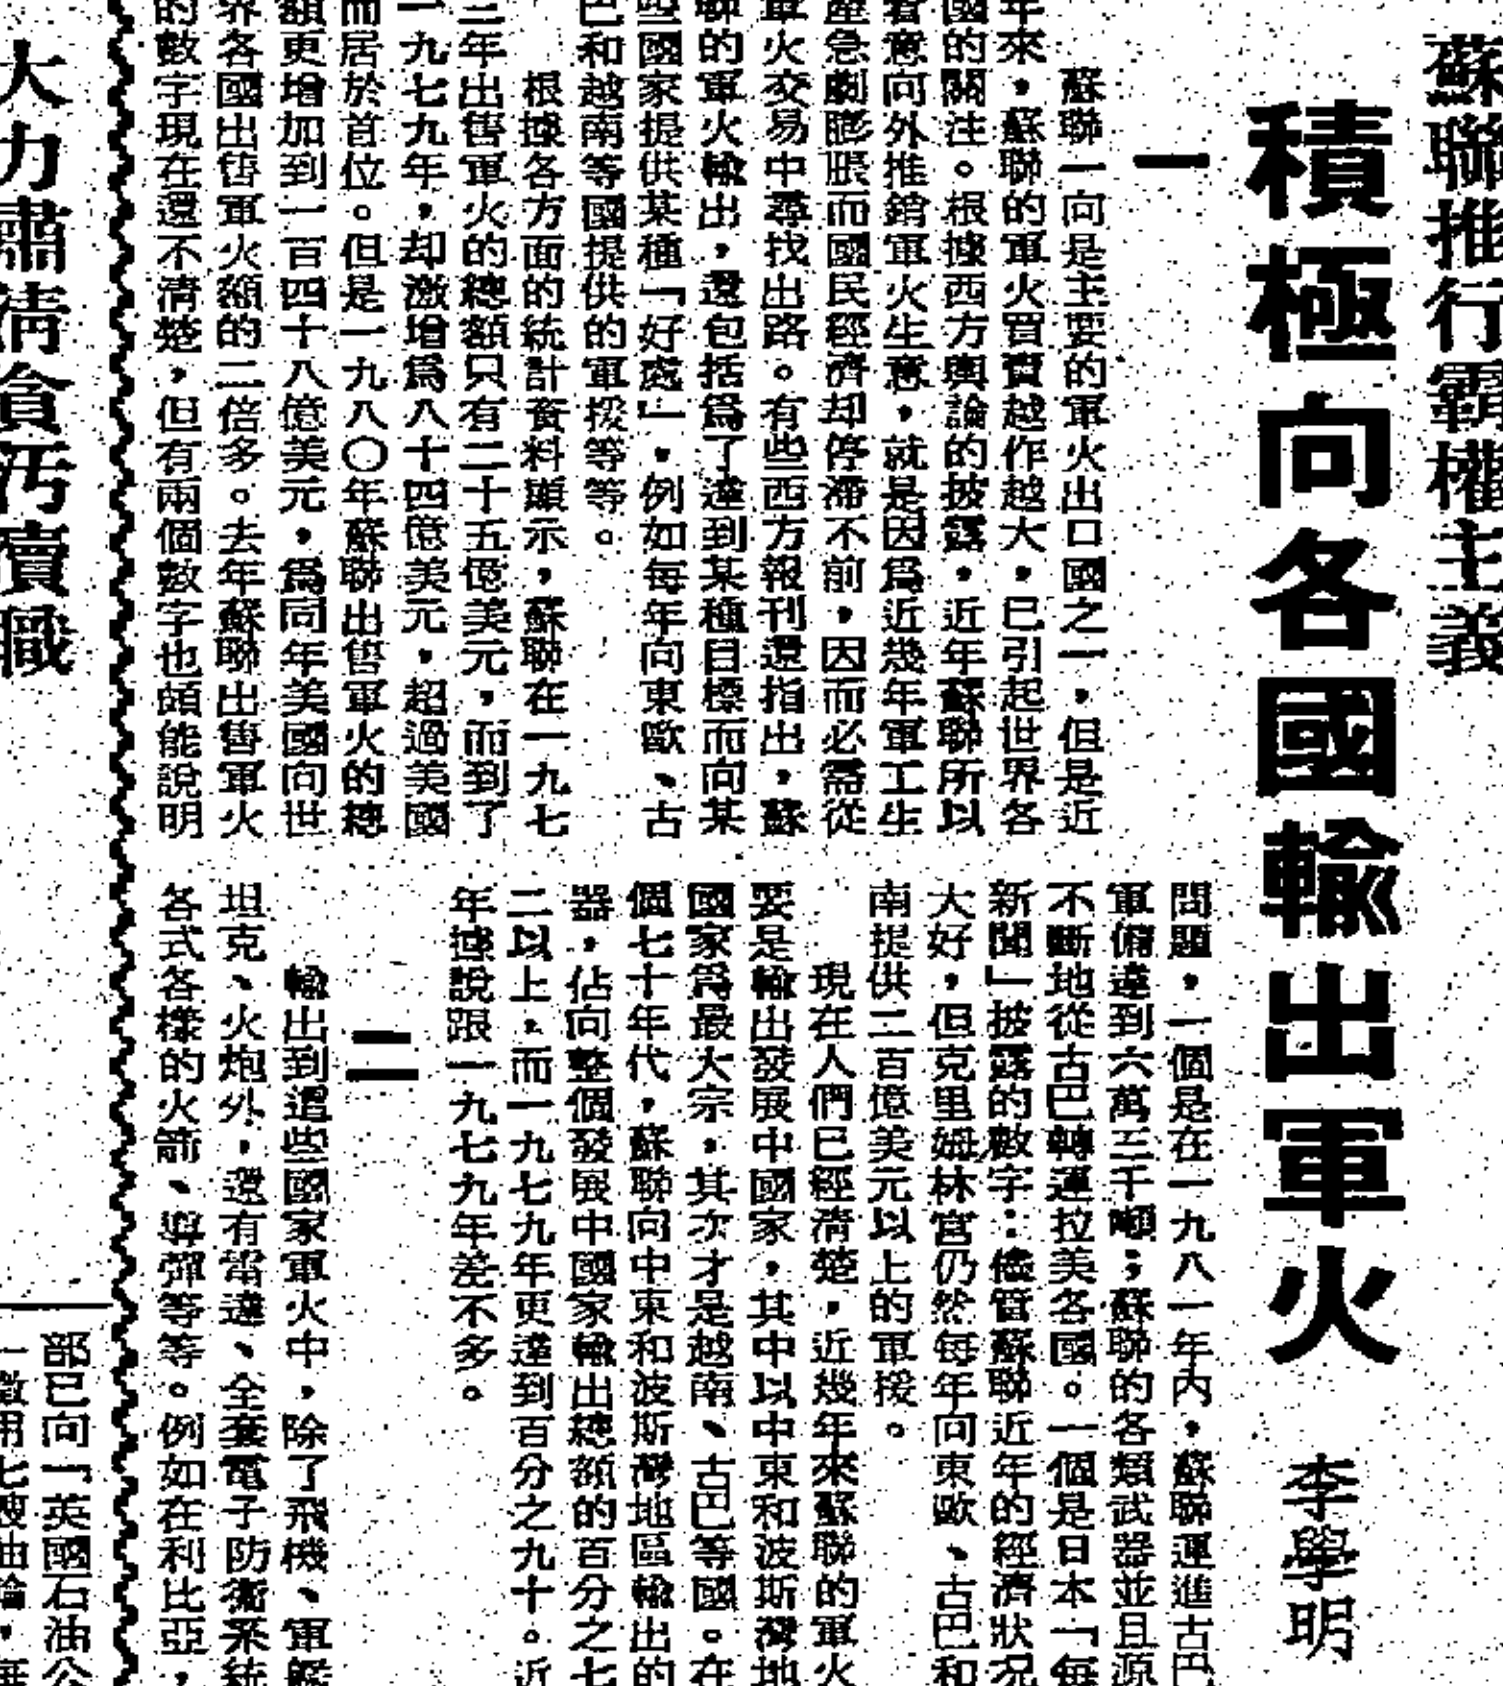 蘇聯推行霸權主義
積極向各國輸出軍火
李學明
一
蘇聯一向是主要的軍火出口國之一，但是近
年來，蘇聯的軍火買賣越作越大，已引起世界各
國的關注。根據西方輿論的披露，近年蘇聯所以
着意向外推銷軍火生意，就是因爲近幾年軍工生
產急劇膨脹而國民經濟却停滯不前，因而必需從
軍火交易中尋找出路。有些西方報刊還指出，蘇
聯的軍火輸出，還包括爲了達到某種目標而向某
些國家提供某種「好處」，例如每年向東歐、古
巴和越南等國提供的軍援等等。
根據各方面的統計資料顯示，蘇聯在一九七
三年出售軍火的總額只有二十五億美元，而到了
一九七九年，却激增爲八十四億美元，超過美國
而居於首位。但是一九八〇年蘇聯出售軍火的總
額更增加到一百四十八億美元，爲同年美國向世
界各國出售軍火額的二倍多。去年蘇聯出售軍火
的數字現在還不清楚，但有兩個數字也頗能說明
問題，一個是在一九八一年內，蘇聯運進古巴
軍備達到六萬三千噸；蘇聯的各類武器並且源
不斷地從古巴轉運拉美各國。一個是日本「每
新聞」披露的數字：儘管蘇聯近年的經濟狀況
大好，但克里姆林宮仍然每年向東歐、古巴和
南提供二百億美元以上的軍援。
現在人們已經清楚，近幾年來蘇聯的軍火
要是輸出發展中國家，其中以中東和波斯灣地
國家爲最大宗，其次才是越南、古巴等國。在
個七十年代，蘇聯向中東和波斯灣地區輸出的
器，佔向整個發展中國家輸出總額的百分之七
二以上，而一九七九年更達到百分之九十。近
年據說跟一九七九年差不多。
二
輸出到這些國家軍火中，除了飛機、軍艦
坦克、火炮外，還有雷達、全套電子防衛系統
各式各樣的火箭、導彈等等。例如在利比亞，
大力肅清貪汚瀆職
部已向「英國石油公